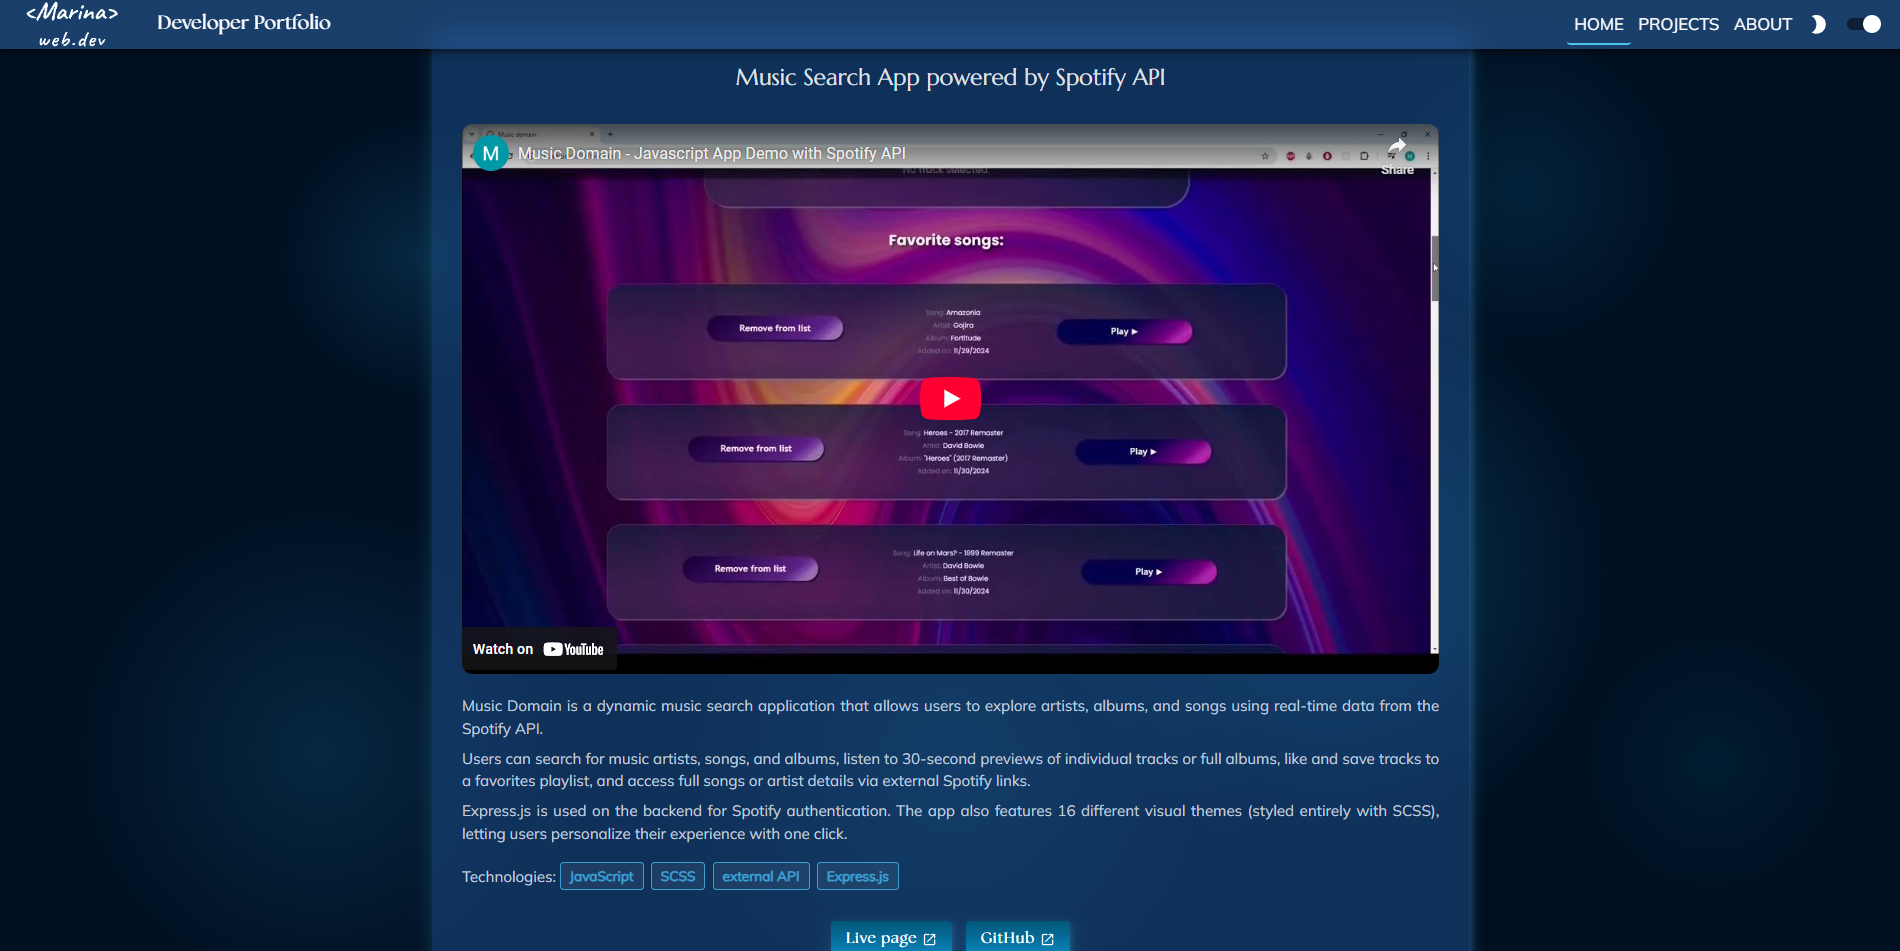 <Marina>
web.dev
Developer Portfolio
HOME PROJECTS ABOUT
Music Search App powered by Spotify API
Music domain
M Music Domain - Javascript App Demo with Spotify API
Share
No track selected.
Favorite songs:
Remove from list
Song: Amazonia
Artist: Gojira
Album: Fortitude
Added on: 11/29/2024
Play ▶
Remove from list
Song: Heroes - 2017 Remaster
Artist: David Bowie
Album: "Heroes" (2017 Remaster)
Added on: 11/30/2024
Play ▶
Remove from list
Song: Life on Mars? - 1999 Remaster
Artist: David Bowie
Album: Best of Bowie
Added on: 11/30/2024
Play ▶
Watch on YouTube
Music Domain is a dynamic music search application that allows users to explore artists, albums, and songs using real-time data from the
Spotify API.
Users can search for music artists, songs, and albums, listen to 30-second previews of individual tracks or full albums, like and save tracks to
a favorites playlist, and access full songs or artist details via external Spotify links.
Express.js is used on the backend for Spotify authentication. The app also features 16 different visual themes (styled entirely with SCSS),
letting users personalize their experience with one click.
Technologies: JavaScript SCSS external API Express.js
Live page GitHub